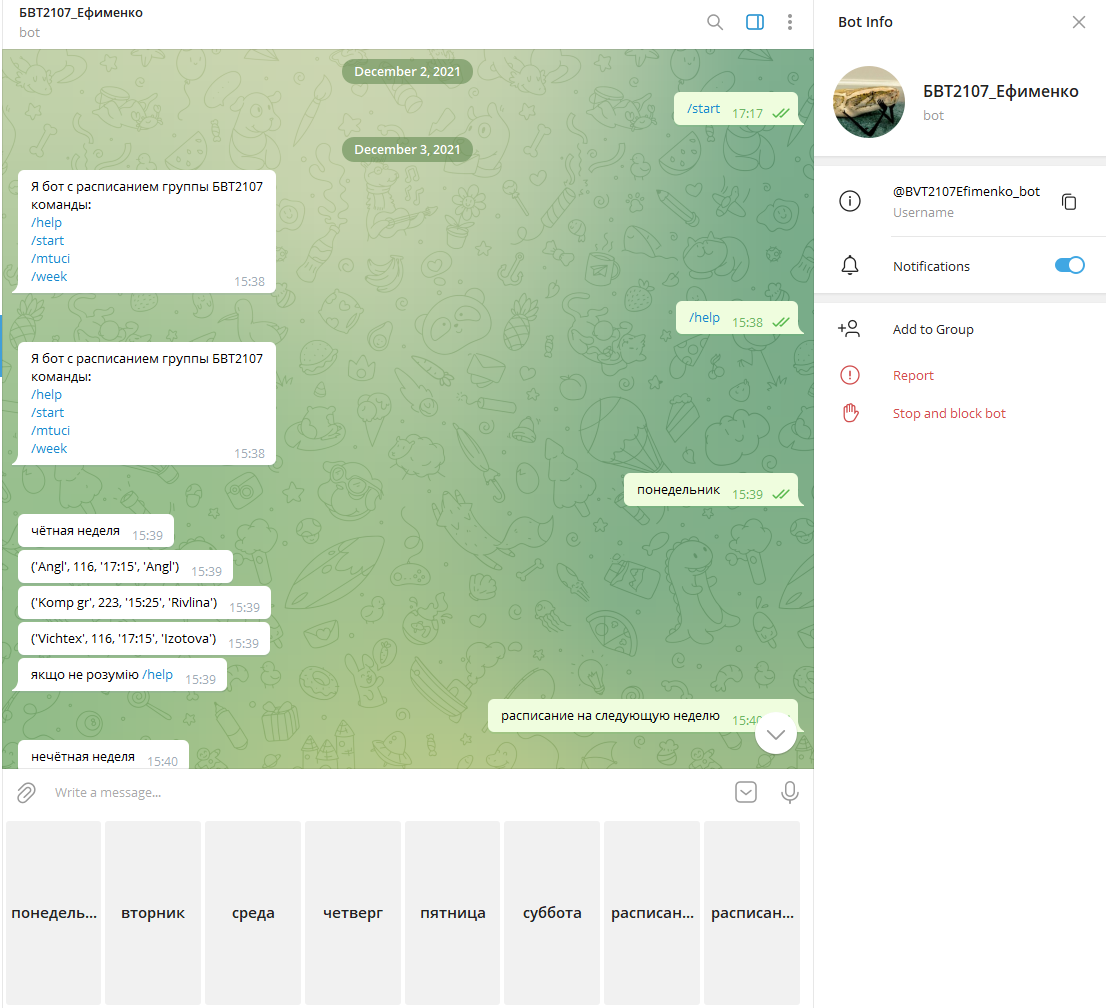 БВТ2107_Ефименко
bot
December 2, 2021
/start 17:17
December 3, 2021
Я бот с расписанием группы БВТ2107
команды:
/help
/start
/mtuci
/week
15:38
/help 15:38
Я бот с расписанием группы БВТ2107
команды:
/help
/start
/mtuci
/week
15:38
понедельник 15:39
чётная неделя 15:39
('Angl', 116, '17:15', 'Angl') 15:39
('Komp gr', 223, '15:25', 'Rivlina') 15:39
('Vichtex', 116, '17:15', 'Izotova') 15:39
якщо не розумію /help 15:39
расписание на следующую неделю 15:40
нечётная неделя 15:40
Write a message...
понедель... вторник среда четверг пятница суббота расписан... расписан...
Bot Info
БВТ2107_Ефименко
bot
@BVT2107Efimenko_bot
Username
Notifications
Add to Group
Report
Stop and block bot